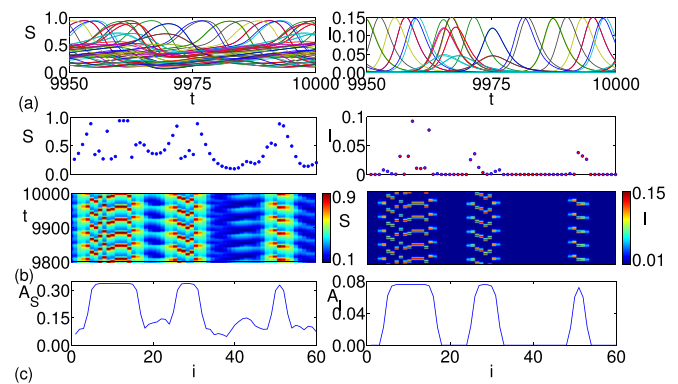 S 1.0 0.5 0.0 9950 9975 10000 t
I 0.15 0.10 0.05 0.00 9950 9975 10000 t
(a)
S 1.0 0.5 0.0
I 0.1 0
t 10000 9900 9800 0.9 S 0.1
0.15 I 0.01
(b)
A_S 0.30 0.15 0.00 0 20 40 60 i
A_I 0.08 0.04 0.00 0 20 40 60 i
(c)